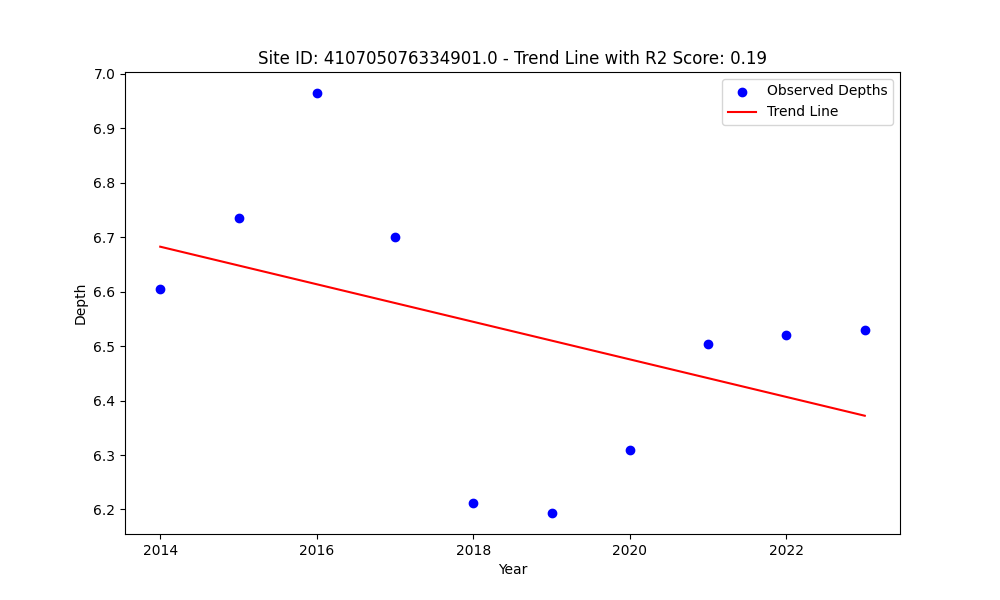 Site ID: 410705076334901.0 - Trend Line with R2 Score: 0.19
Observed Depths
Trend Line
7.0
6.9
6.8
6.7
6.6
6.5
6.4
6.3
6.2
Depth
2014
2016
2018
2020
2022
Year